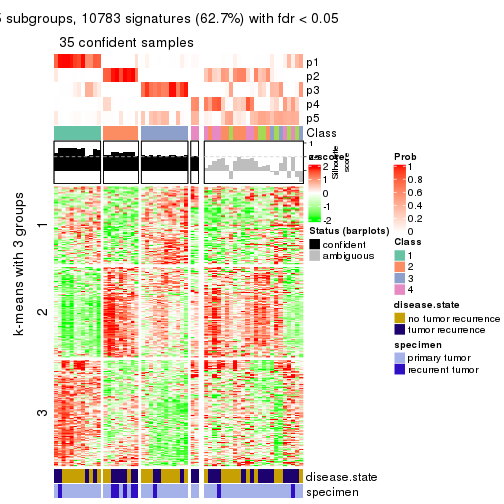 5 subgroups, 10783 signatures (62.7%) with fdr < 0.05
35 confident samples
p1
p2
p3
p4
p5
Class
1
Silhouette
score
2
1
0
-1
-2
Status (barplots)
confident
ambiguous
Prob
1
0.8
0.6
0.4
0.2
0
Class
1
2
3
4
disease.state
no tumor recurrence
tumor recurrence
specimen
primary tumor
recurrent tumor
k-means with 3 groups
1
2
3
disease.state
specimen